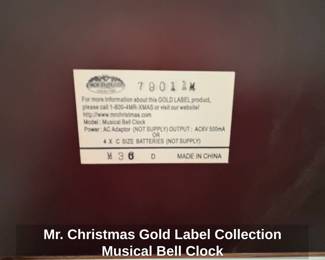 79011M
For more information about this GOLD LABEL product,
please call:1-800-4MR-XMAS or visit our website!
http://www.mrchristmas.com
Model : Musical Bell Clock
Power : AC Adaptor (NOT SUPPLY) OUTPUT : AC6V 500mA
OR
4 X C SIZE BATTERIES (NOT SUPPLY)
M36 D MADE IN CHINA
Mr. Christmas Gold Label Collection
Musical Bell Clock